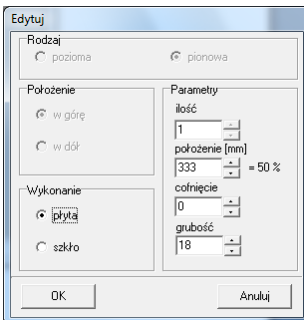 Edytuj
Rodzaj
pozioma
pionowa
Położenie
w górę
w dół
Wykonanie
płyta
szkło
Parametry
ilość
1
położenie [mm]
333 = 50 %
cofnięcie
0
grubość
18
OK
Anuluj